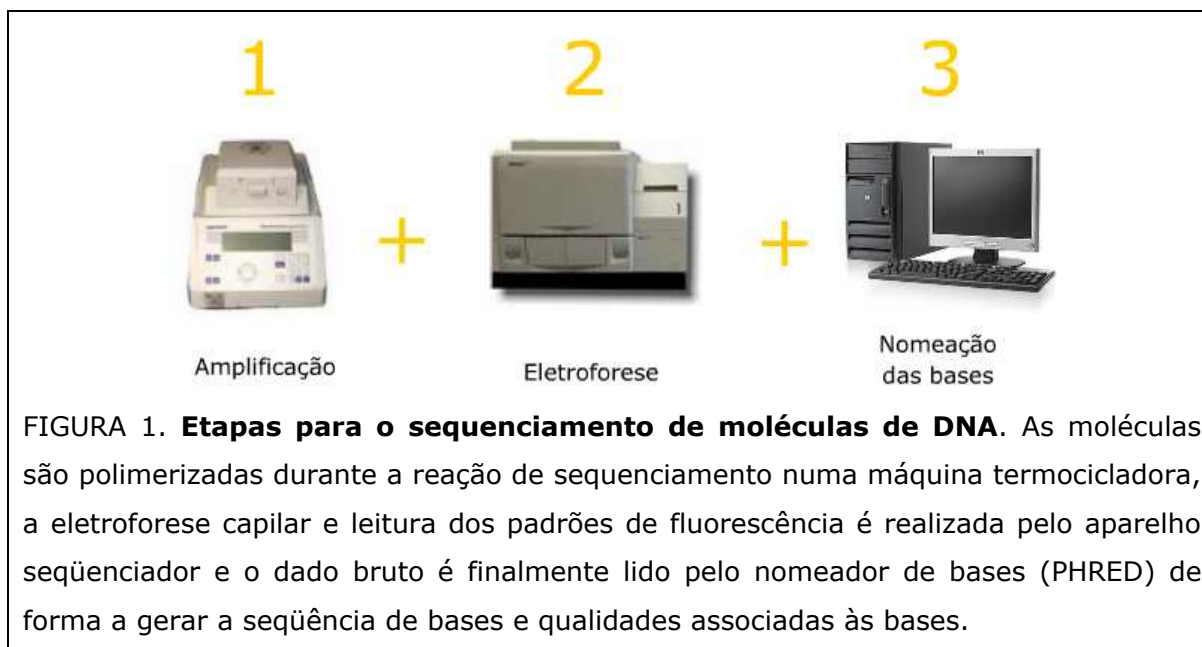 1 2 3
+ +
Amplificação Eletroforese Nomeação
das bases
FIGURA 1. Etapas para o sequenciamento de moléculas de DNA. As moléculas
são polimerizadas durante a reação de sequenciamento numa máquina termocicladora,
a eletroforese capilar e leitura dos padrões de fluorescência é realizada pelo aparelho
seqüenciador e o dado bruto é finalmente lido pelo nomeador de bases (PHRED) de
forma a gerar a seqüência de bases e qualidades associadas às bases.